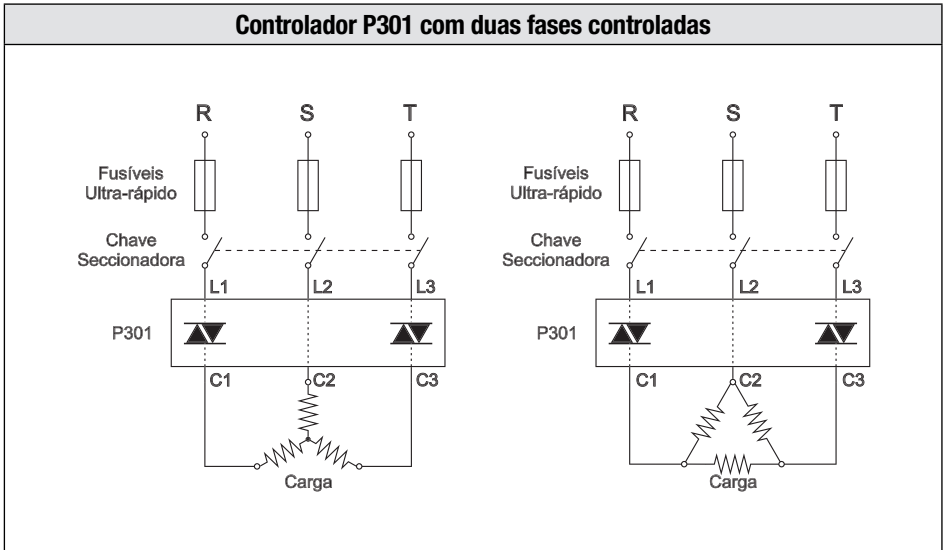 Controlador P301 com duas fases controladas
R S T
Fusíveis
Ultra-rápido
Chave
Seccionadora
L1 L2 L3
P301
C1 C2 C3
Carga
R S T
Fusíveis
Ultra-rápido
Chave
Seccionadora
L1 L2 L3
P301
C1 C2 C3
Carga